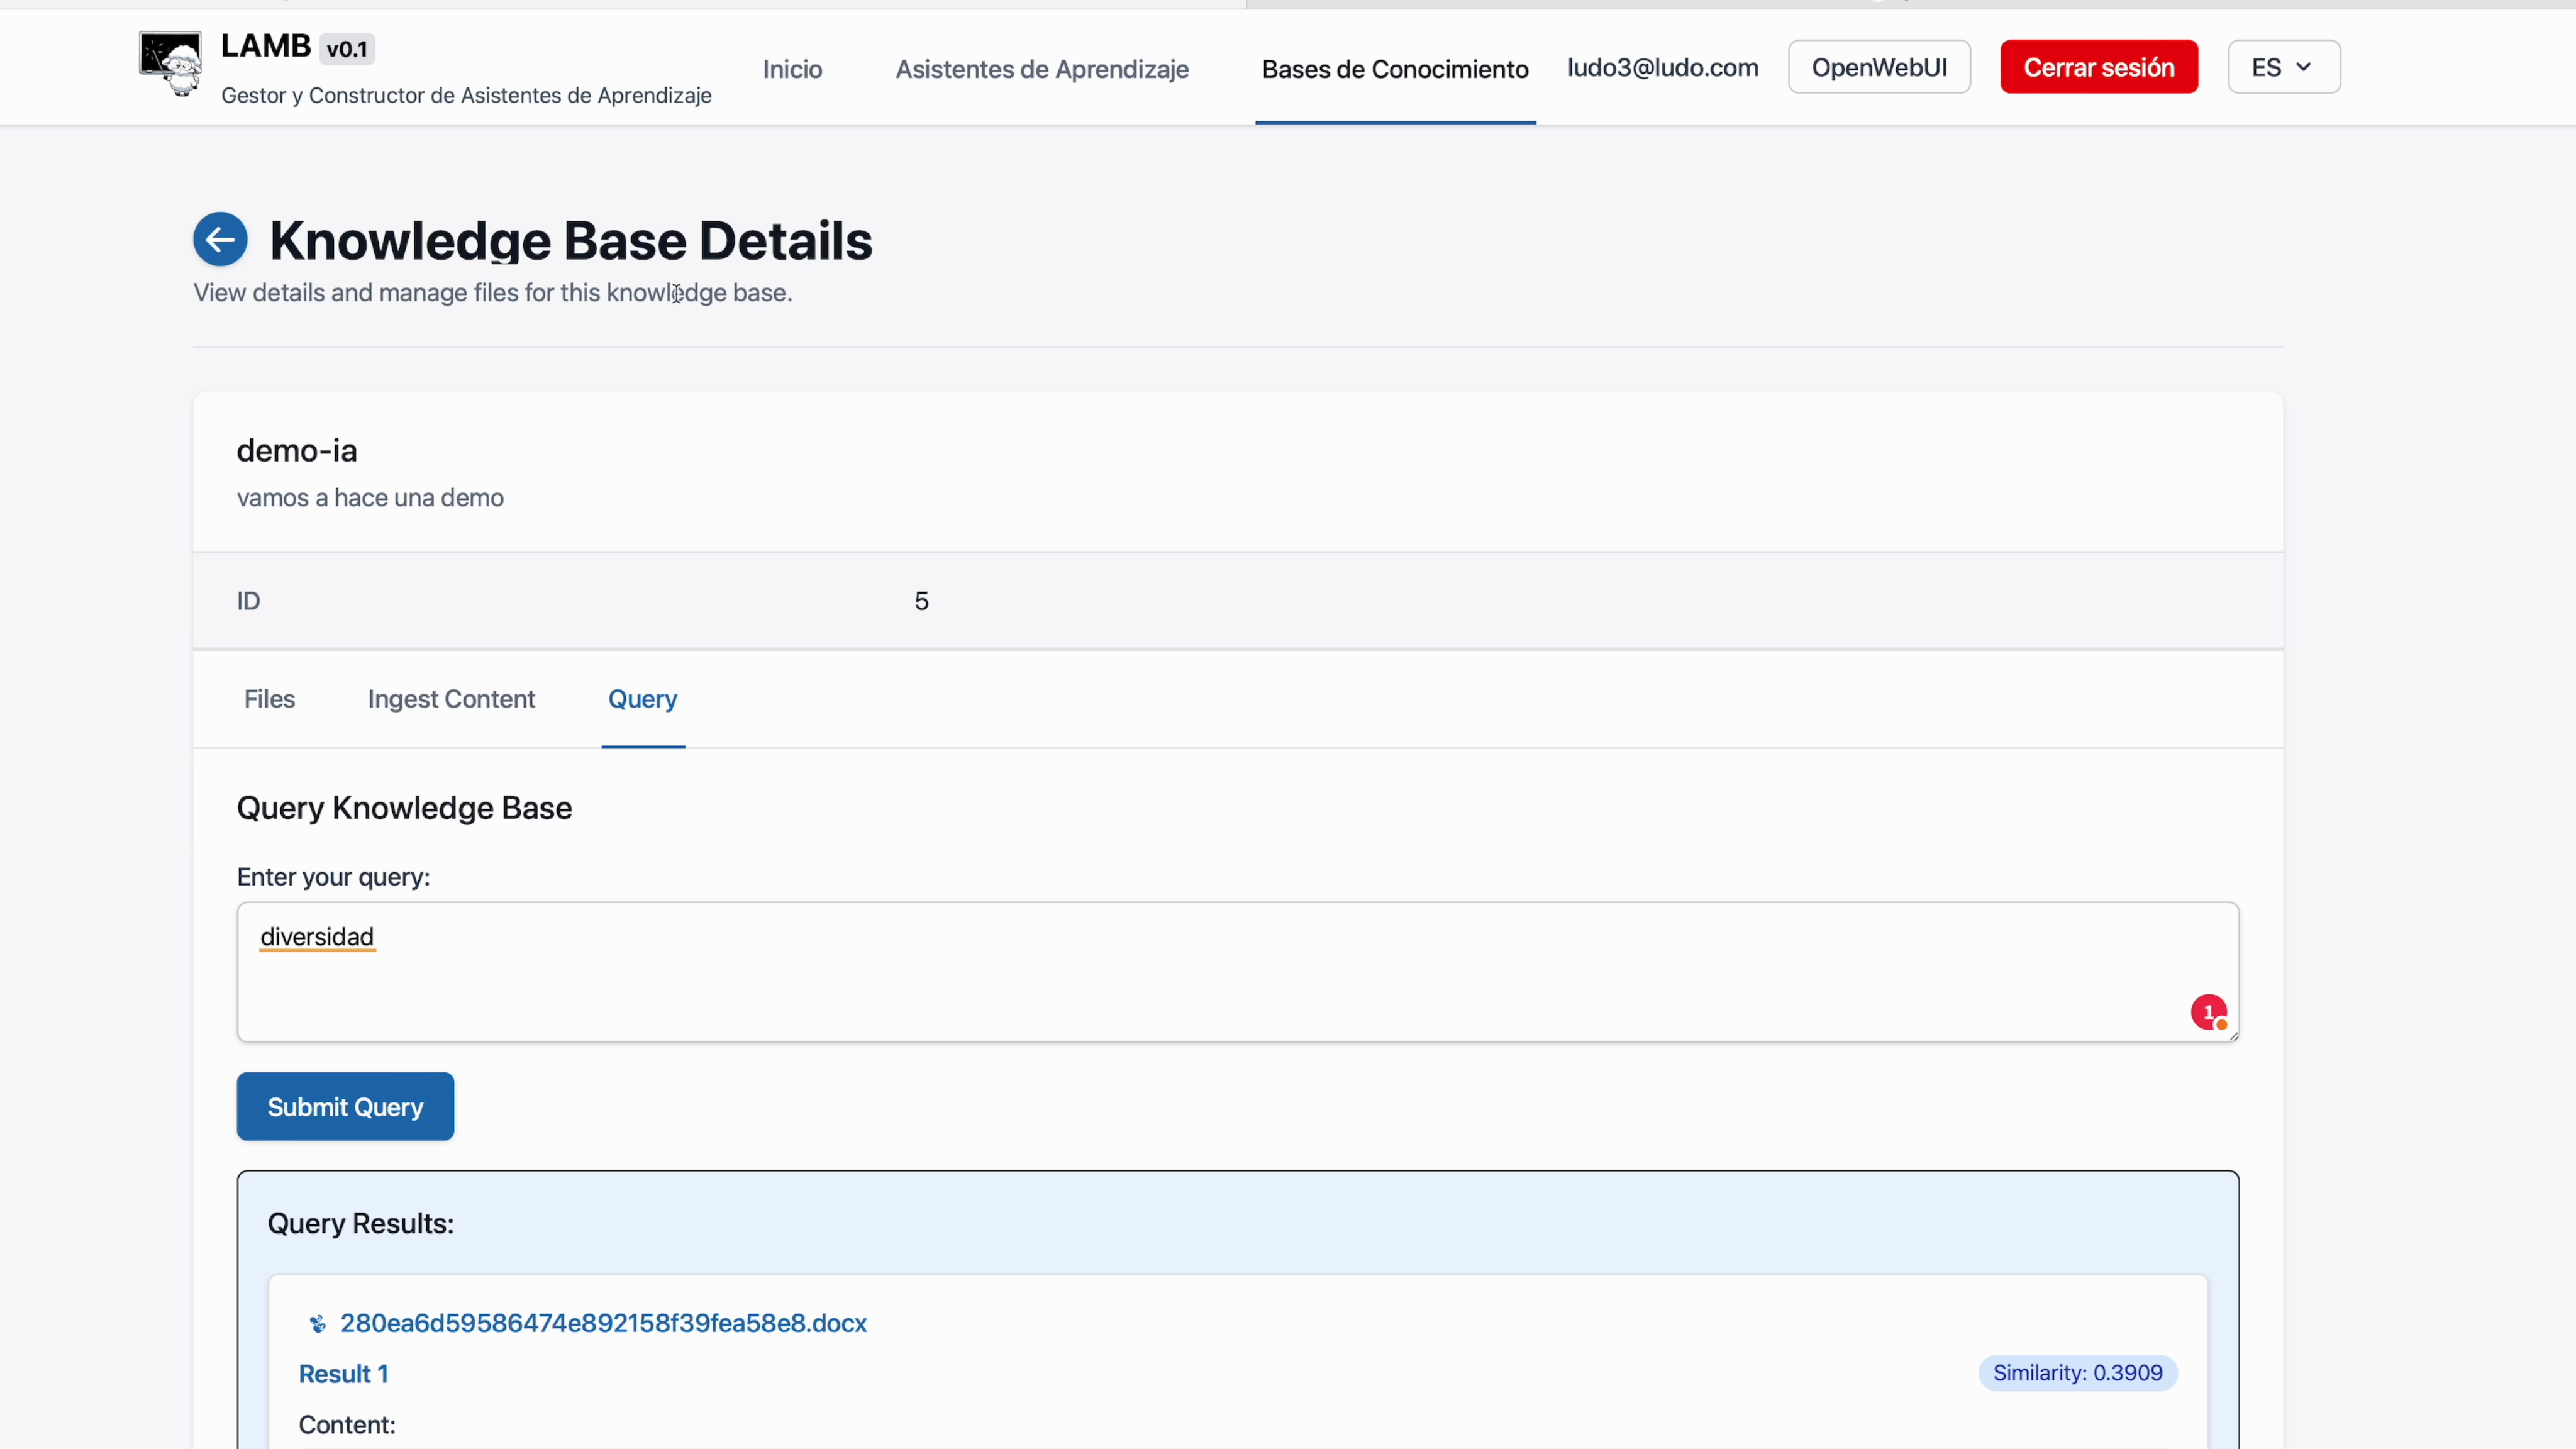 LAMB v0.1
Gestor y Constructor de Asistentes de Aprendizaje
Inicio
Asistentes de Aprendizaje
Bases de Conocimiento
ludo3@ludo.com
OpenWebUI
Cerrar sesión
ES
Knowledge Base Details
View details and manage files for this knowledge base.
demo-ia
vamos a hace una demo
ID 5
Files
Ingest Content
Query
Query Knowledge Base
Enter your query:
diversidad
1
Submit Query
Query Results:
280ea6d59586474e892158f39fea58e8.docx
Result 1
Similarity: 0.3909
Content: